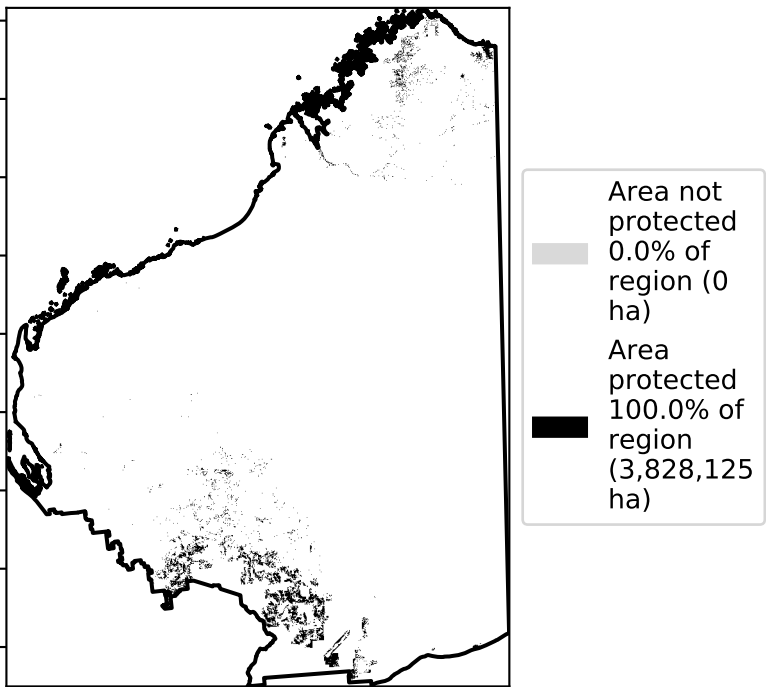 Area not
protected
0.0% of
region (0
ha)
Area
protected
100.0% of
region
(3,828,125
ha)